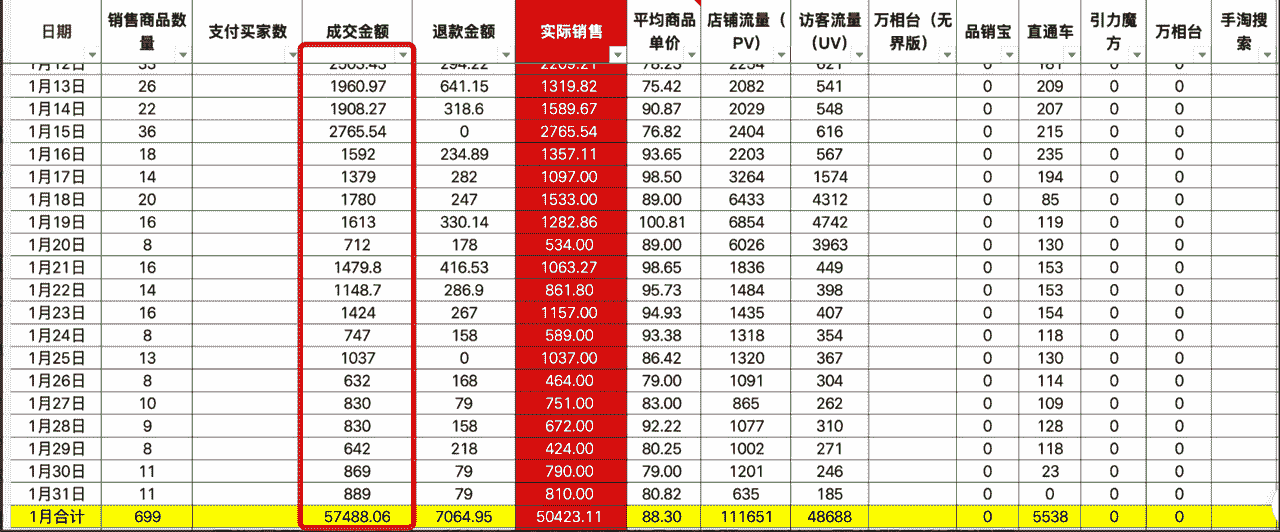 日期 销售商品数量 支付买家数 成交金额 退款金额 实际销售 平均商品单价 店铺流量（PV） 访客流量（UV） 万相台（无界版） 品销宝 直通车 引力魔方 万相台 手淘搜索
1月13日 26 1960.97 641.15 1319.82 75.42 2082 541 0 209 0 0
1月14日 22 1908.27 318.6 1589.67 90.87 2029 548 0 207 0 0
1月15日 36 2765.54 0 2765.54 76.82 2404 616 0 215 0 0
1月16日 18 1592 234.89 1357.11 93.65 2203 567 0 235 0 0
1月17日 14 1379 282 1097.00 98.50 3264 1574 0 194 0 0
1月18日 20 1780 247 1533.00 89.00 6433 4312 0 85 0 0
1月19日 16 1613 330.14 1282.86 100.81 6854 4742 0 119 0 0
1月20日 8 712 178 534.00 89.00 6026 3963 0 130 0 0
1月21日 16 1479.8 416.53 1063.27 98.65 1836 449 0 153 0 0
1月22日 14 1148.7 286.9 861.80 95.73 1484 398 0 153 0 0
1月23日 16 1424 267 1157.00 94.93 1435 407 0 154 0 0
1月24日 8 747 158 589.00 93.38 1318 354 0 118 0 0
1月25日 13 1037 0 1037.00 86.42 1320 367 0 130 0 0
1月26日 8 632 168 464.00 79.00 1091 304 0 114 0 0
1月27日 10 830 79 751.00 83.00 865 262 0 109 0 0
1月28日 9 830 158 672.00 92.22 1077 310 0 128 0 0
1月29日 8 642 218 424.00 80.25 1002 271 0 118 0 0
1月30日 11 869 79 790.00 79.00 1201 246 0 23 0 0
1月31日 11 889 79 810.00 80.82 635 185 0 0 0 0
1月合计 699 57488.06 7064.95 50423.11 88.30 111651 48688 0 5538 0 0